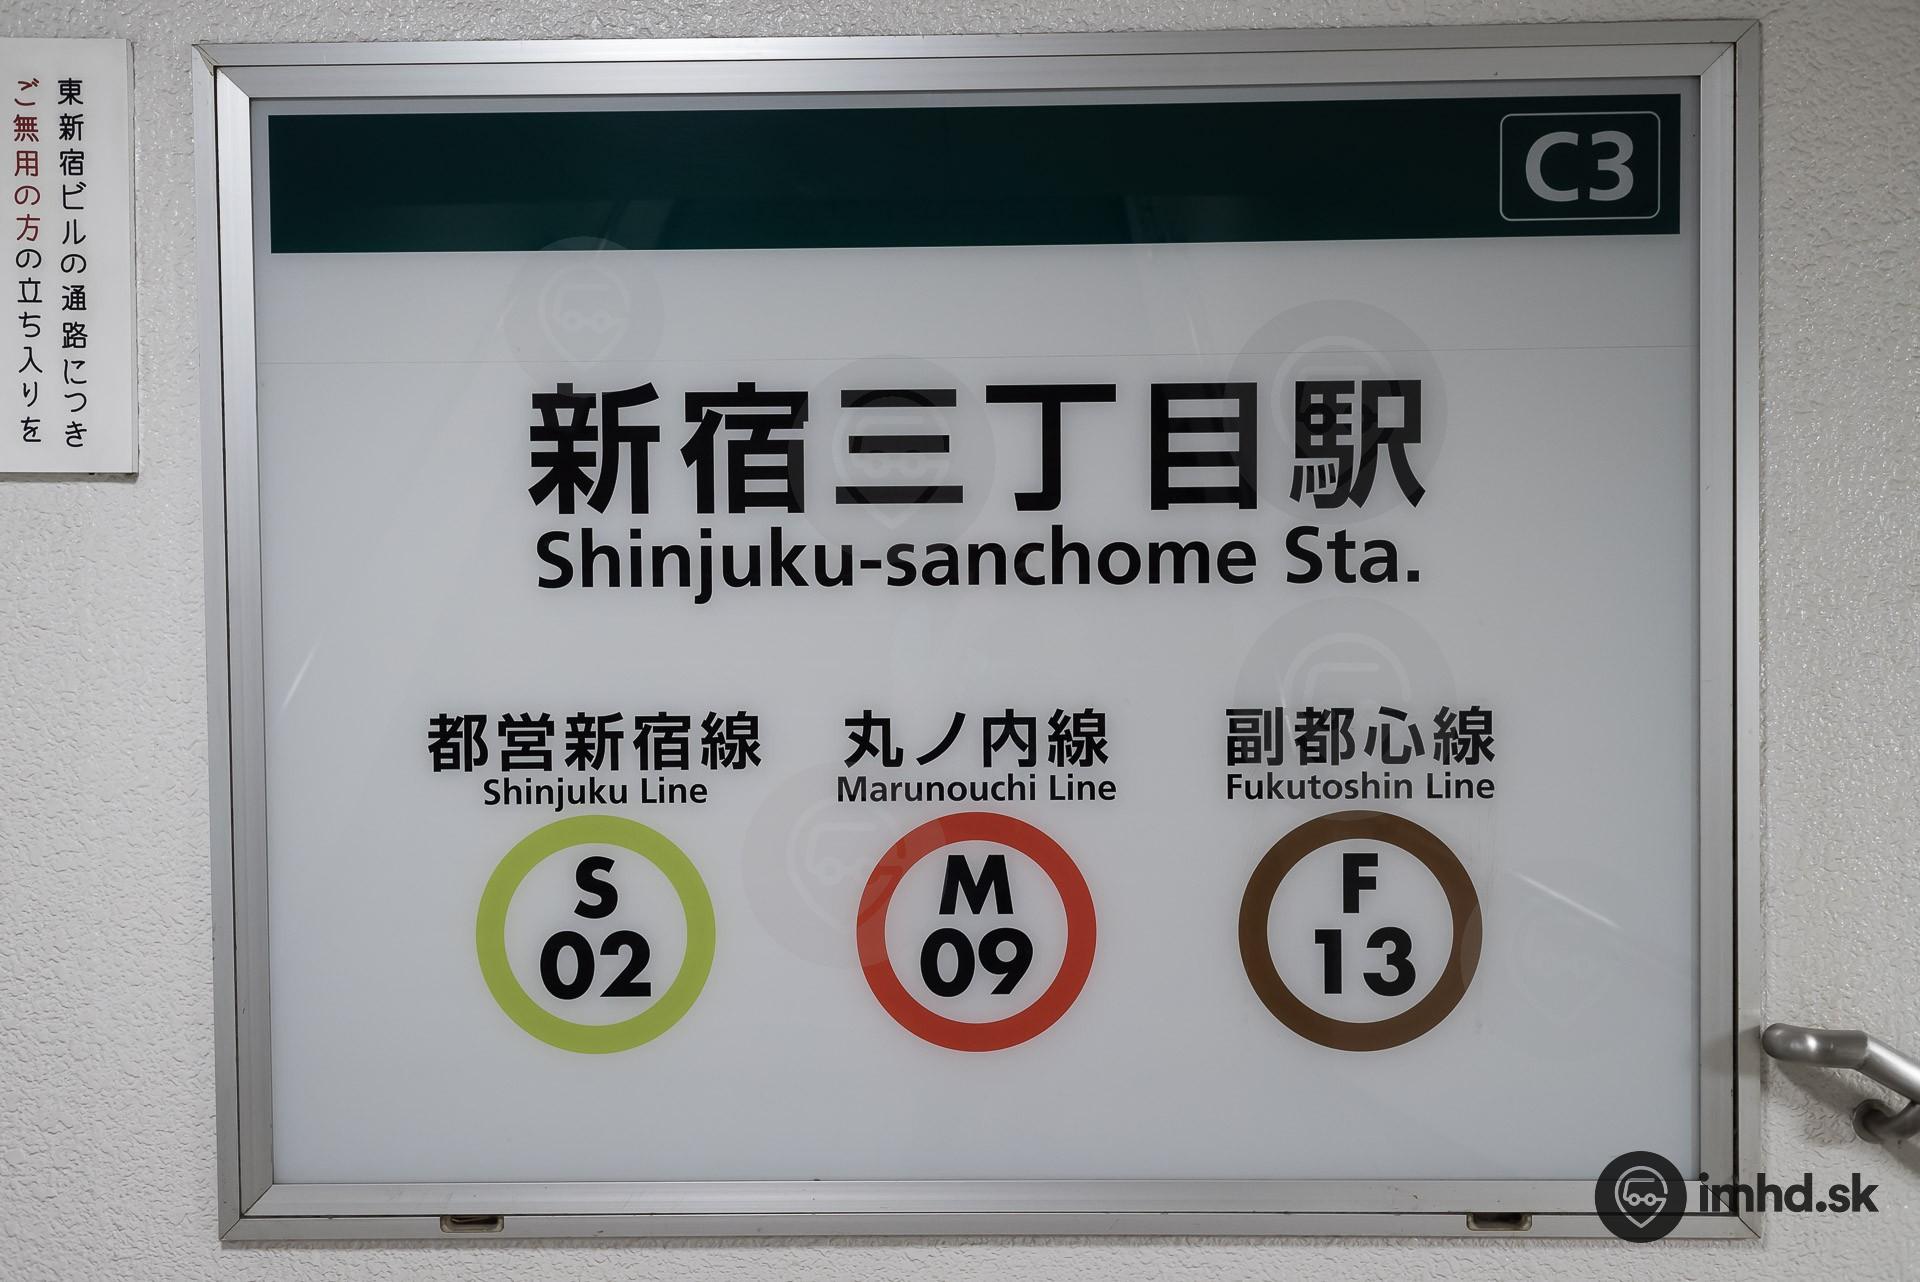 東新宿ビルの通路につき
ご無用の方の立ち入りを
C3
新宿三丁目駅
Shinjuku-sanchome Sta.
都営新宿線 丸ノ内線 副都心線
Shinjuku Line Marunouchi Line Fukutoshin Line
S M F
02 09 13
imhd.sk